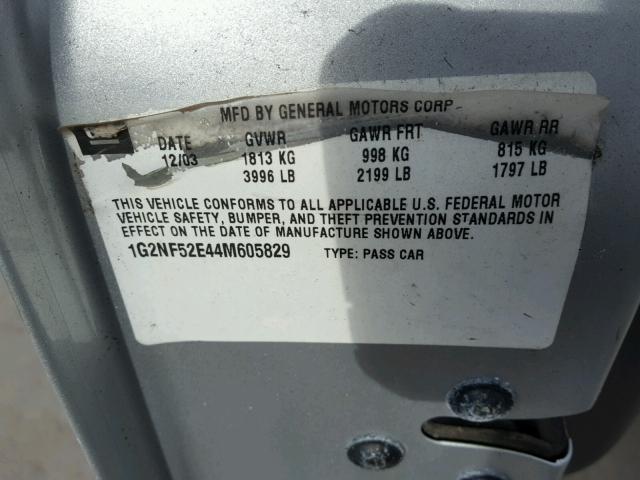 MFD BY GENERAL MOTORS CORP
DATE GVWR GAWR FRT GAWR RR
12/03 1813 KG 998 KG 815 KG
3996 LB 2199 LB 1797 LB
THIS VEHICLE CONFORMS TO ALL APPLICABLE U.S. FEDERAL MOTOR
VEHICLE SAFETY, BUMPER, AND THEFT PREVENTION STANDARDS IN
EFFECT ON THE DATE OF MANUFACTURE SHOWN ABOVE.
1G2NF52E44M605829 TYPE: PASS CAR